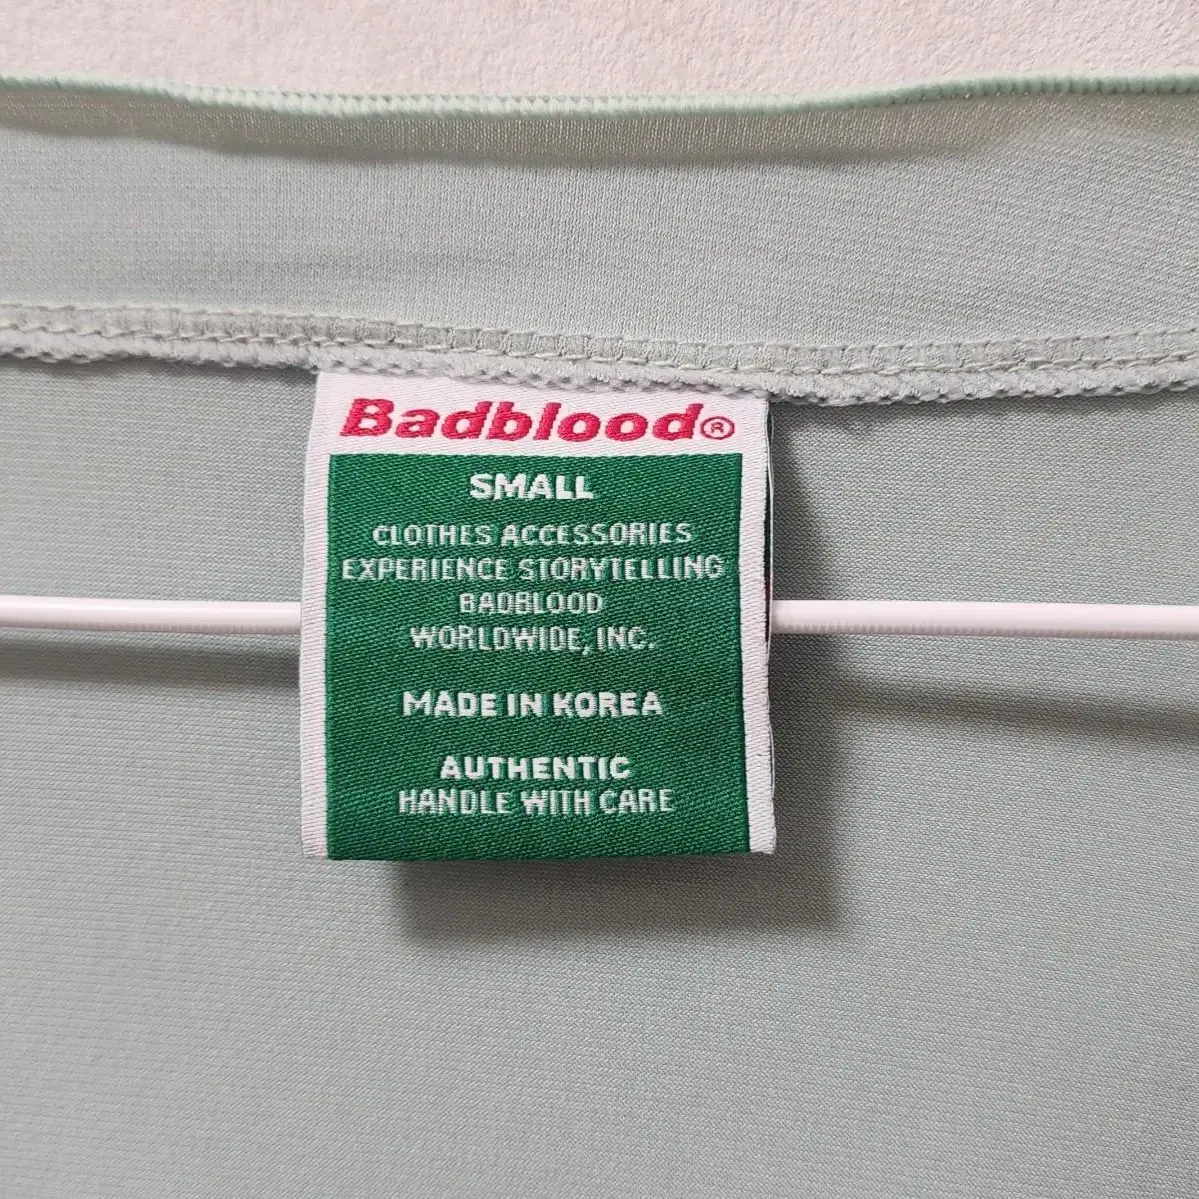 Badblood®
SMALL
CLOTHES ACCESSORIES
EXPERIENCE STORYTELLING
BADBLOOD
WORLDWIDE, INC.
MADE IN KOREA
AUTHENTIC
HANDLE WITH CARE